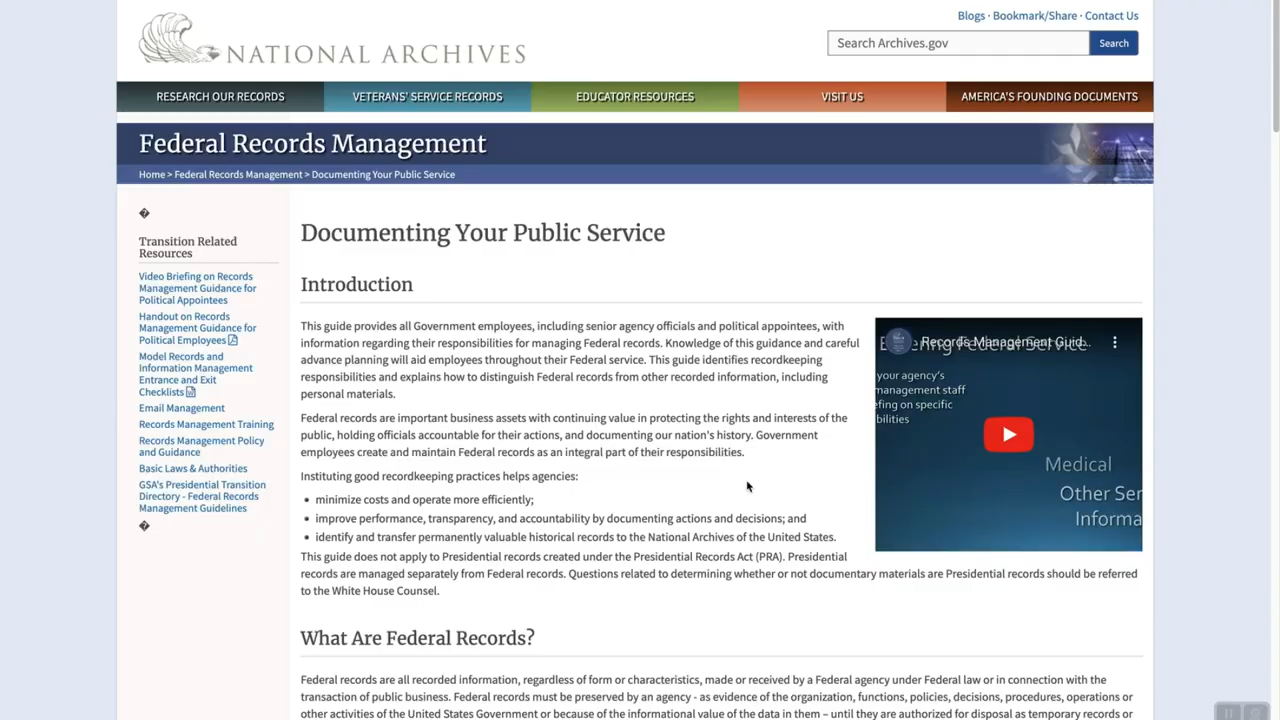 Blogs · Bookmark/Share · Contact Us
NATIONAL ARCHIVES
Search Archives.gov
Search
RESEARCH OUR RECORDS
VETERANS' SERVICE RECORDS
EDUCATOR RESOURCES
VISIT US
AMERICA'S FOUNDING DOCUMENTS
Federal Records Management
Home > Federal Records Management > Documenting Your Public Service
�
Transition Related
Resources
Video Briefing on Records
Management Guidance for
Political Appointees
Handout on Records
Management Guidance for
Political Employees
Model Records and
Information Management
Entrance and Exit
Checklists
Email Management
Records Management Training
Records Management Policy
and Guidance
Basic Laws & Authorities
GSA's Presidential Transition
Directory - Federal Records
Management Guidelines
�
Documenting Your Public Service
Introduction
This guide provides all Government employees, including senior agency officials and political appointees, with
information regarding their responsibilities for managing Federal records. Knowledge of this guidance and careful
advance planning will aid employees throughout their Federal service. This guide identifies recordkeeping
responsibilities and explains how to distinguish Federal records from other recorded information, including
personal materials.
Federal records are important business assets with continuing value in protecting the rights and interests of the
public, holding officials accountable for their actions, and documenting our nation's history. Government
employees create and maintain Federal records as an integral part of their responsibilities.
Instituting good recordkeeping practices helps agencies:
• minimize costs and operate more efficiently;
• improve performance, transparency, and accountability by documenting actions and decisions; and
• identify and transfer permanently valuable historical records to the National Archives of the United States.
This guide does not apply to Presidential records created under the Presidential Records Act (PRA). Presidential
records are managed separately from Federal records. Questions related to determining whether or not documentary materials are Presidential records should be referred
to the White House Counsel.
Records Management Guid...
Service
your agency's
management staff
efing on specific
bilities
Medical
Other Ser
Informa
What Are Federal Records?
Federal records are all recorded information, regardless of form or characteristics, made or received by a Federal agency under Federal law or in connection with the
transaction of public business. Federal records must be preserved by an agency - as evidence of the organization, functions, policies, decisions, procedures, operations or
other activities of the United States Government or because of the informational value of the data in them – until they are authorized for disposal as temporary records or